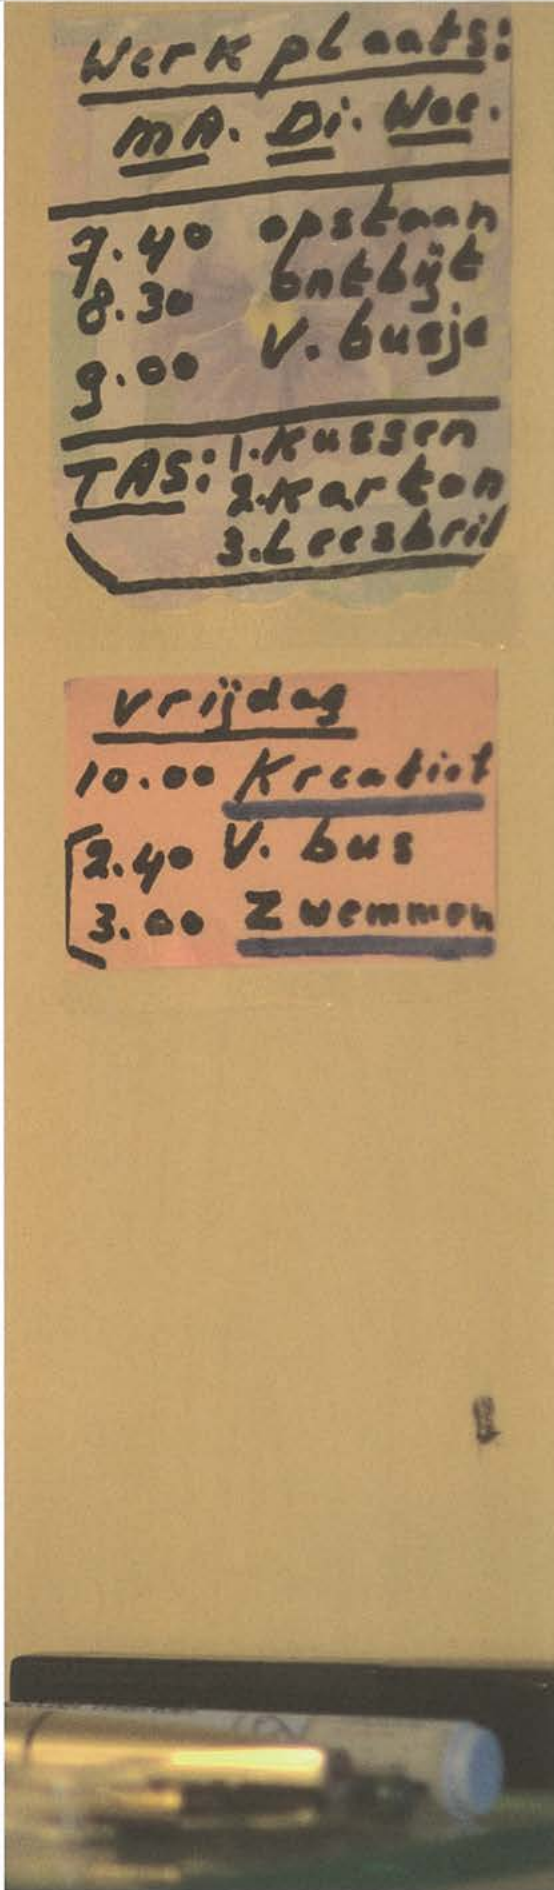 Werkplaats:
MA. Di. Woe.
7.40 opstaan
8.30 ontbijt
9.00 V. busje
TAS: 1. Kussen
2. Karton
3. Leesbril
vrijdag
10.00 Kreatief
2.40 V. bus
3.00 Zwemmen